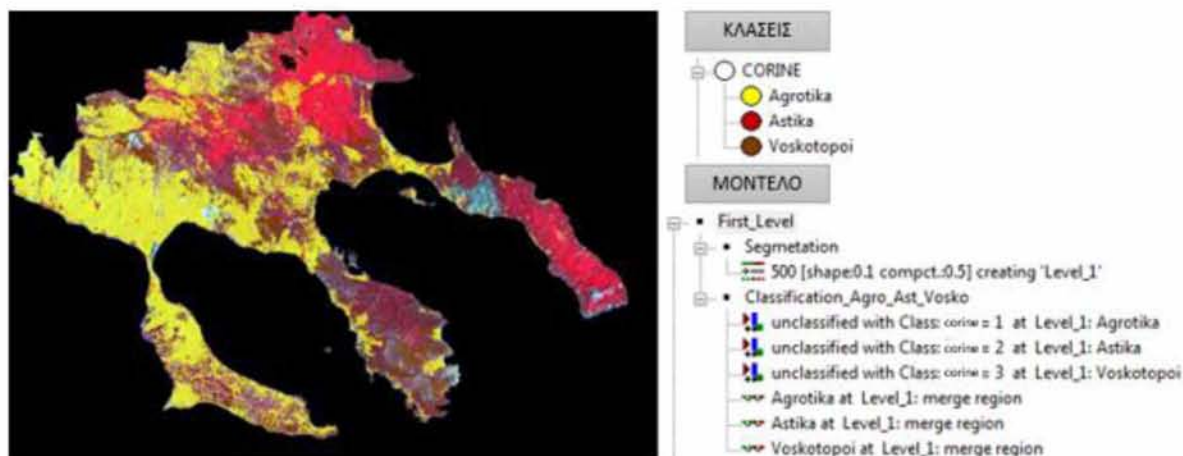 ΚΛΑΣΕΙΣ
CORINE
Agrotika
Astika
Voskotopoi
ΜΟΝΤΕΛΟ
First_Level
Segmetation
500 [shape:0.1 compct.:0.5] creating 'Level_1'
Classification_Agro_Ast_Vosko
unclassified with Class: corine = 1 at Level_1: Agrotika
unclassified with Class: corine = 2 at Level_1: Astika
unclassified with Class: corine = 3 at Level_1: Voskotopoi
Agrotika at Level_1: merge region
Astika at Level_1: merge region
Voskotopoi at Level_1: merge region